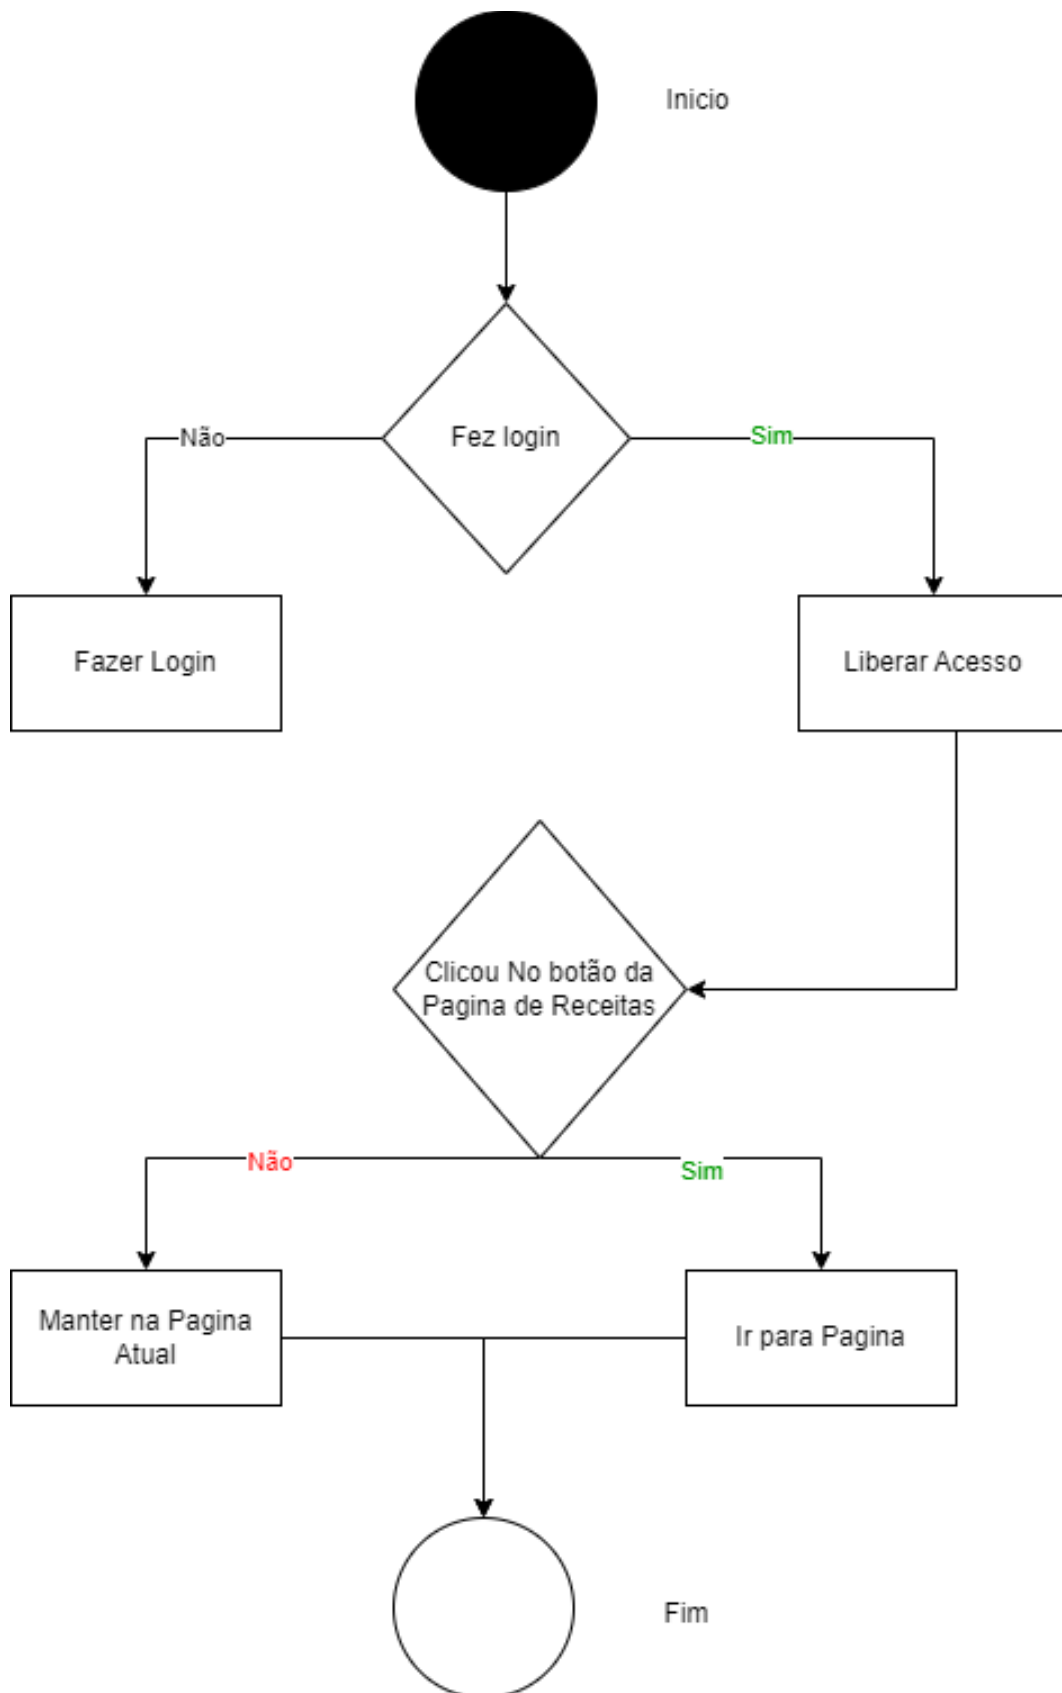 Inicio
Fez login
Não
Sim
Fazer Login
Liberar Acesso
Clicou No botão da
Pagina de Receitas
Não
Sim
Manter na Pagina
Atual
Ir para Pagina
Fim